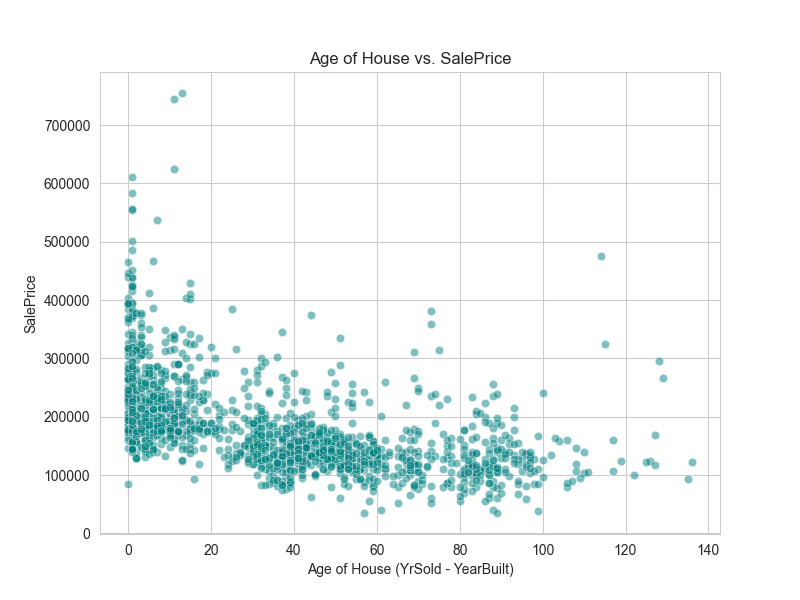 Age of House vs. SalePrice
SalePrice
700000
600000
500000
400000
300000
200000
100000
0
0 20 40 60 80 100 120 140
Age of House (YrSold - YearBuilt)